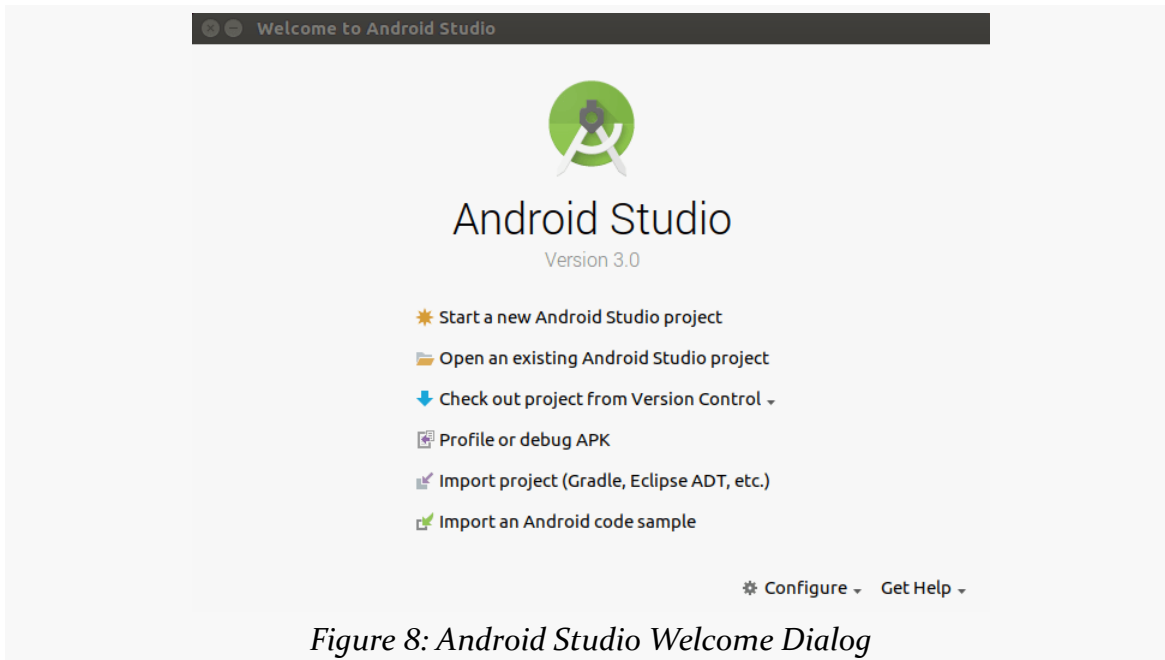 Welcome to Android Studio
Android Studio
Version 3.0
Start a new Android Studio project
Open an existing Android Studio project
Check out project from Version Control
Profile or debug APK
Import project (Gradle, Eclipse ADT, etc.)
Import an Android code sample
Configure Get Help
Figure 8: Android Studio Welcome Dialog